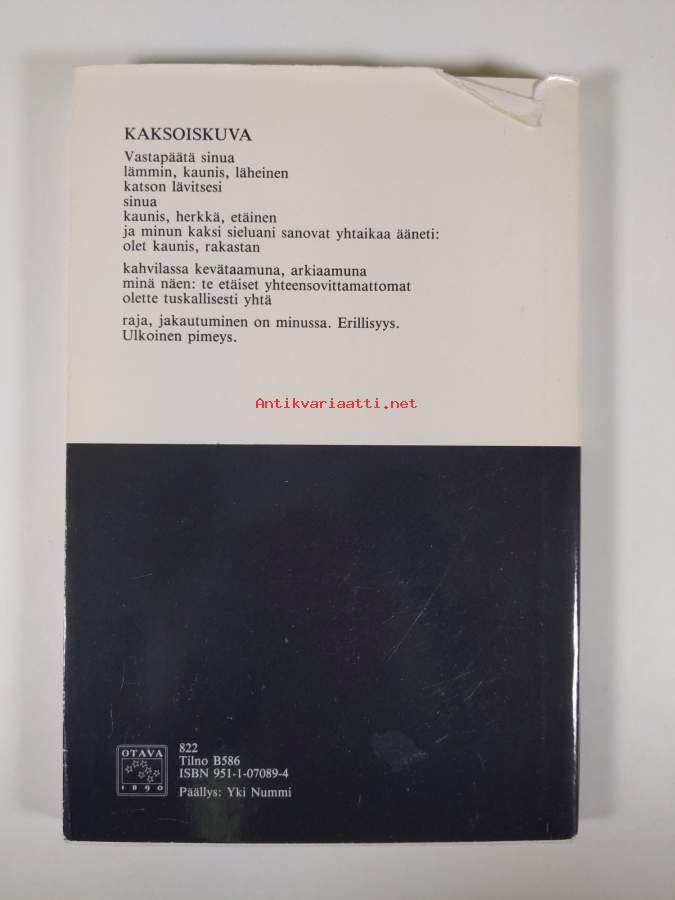 KAKSOISKUVA
Vastapäätä sinua
lämmin, kaunis, läheinen
katson lävitsesi
sinua
kaunis, herkkä, etäinen
ja minun kaksi sieluani sanovat yhtaikaa ääneti:
olet kaunis, rakastan
kahvilassa kevätaamuna, arkiaamuna
minä näen: te etäiset yhteensovittamattomat
olette tuskallisesti yhtä
raja, jakautuminen on minussa. Erillisyys.
Ulkoinen pimeys.
Antikvariaatti.net
OTAVA
1890
822
Tilno B586
ISBN 951-1-07089-4
Päällys: Yki Nummi